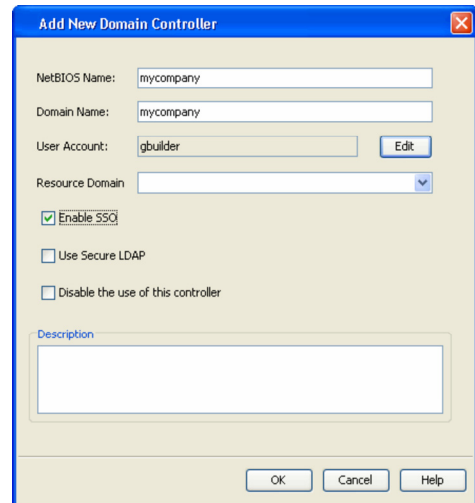 Add New Domain Controller
NetBIOS Name: mycompany
Domain Name: mycompany
User Account: gbuilder Edit
Resource Domain
Enable SSO
Use Secure LDAP
Disable the use of this controller
Description
OK Cancel Help